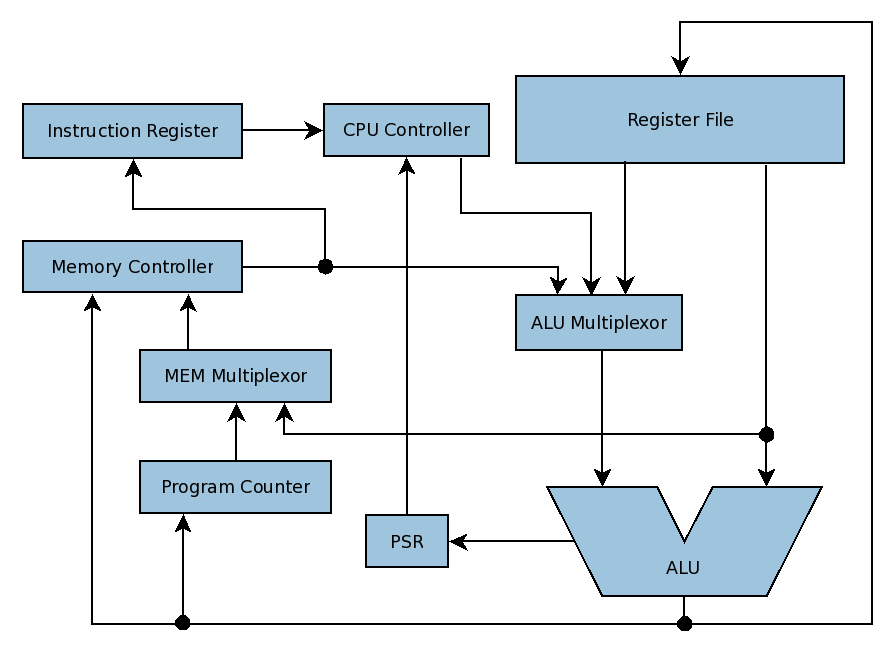 Register File
Instruction Register
CPU Controller
Memory Controller
ALU Multiplexor
MEM Multiplexor
Program Counter
PSR
ALU